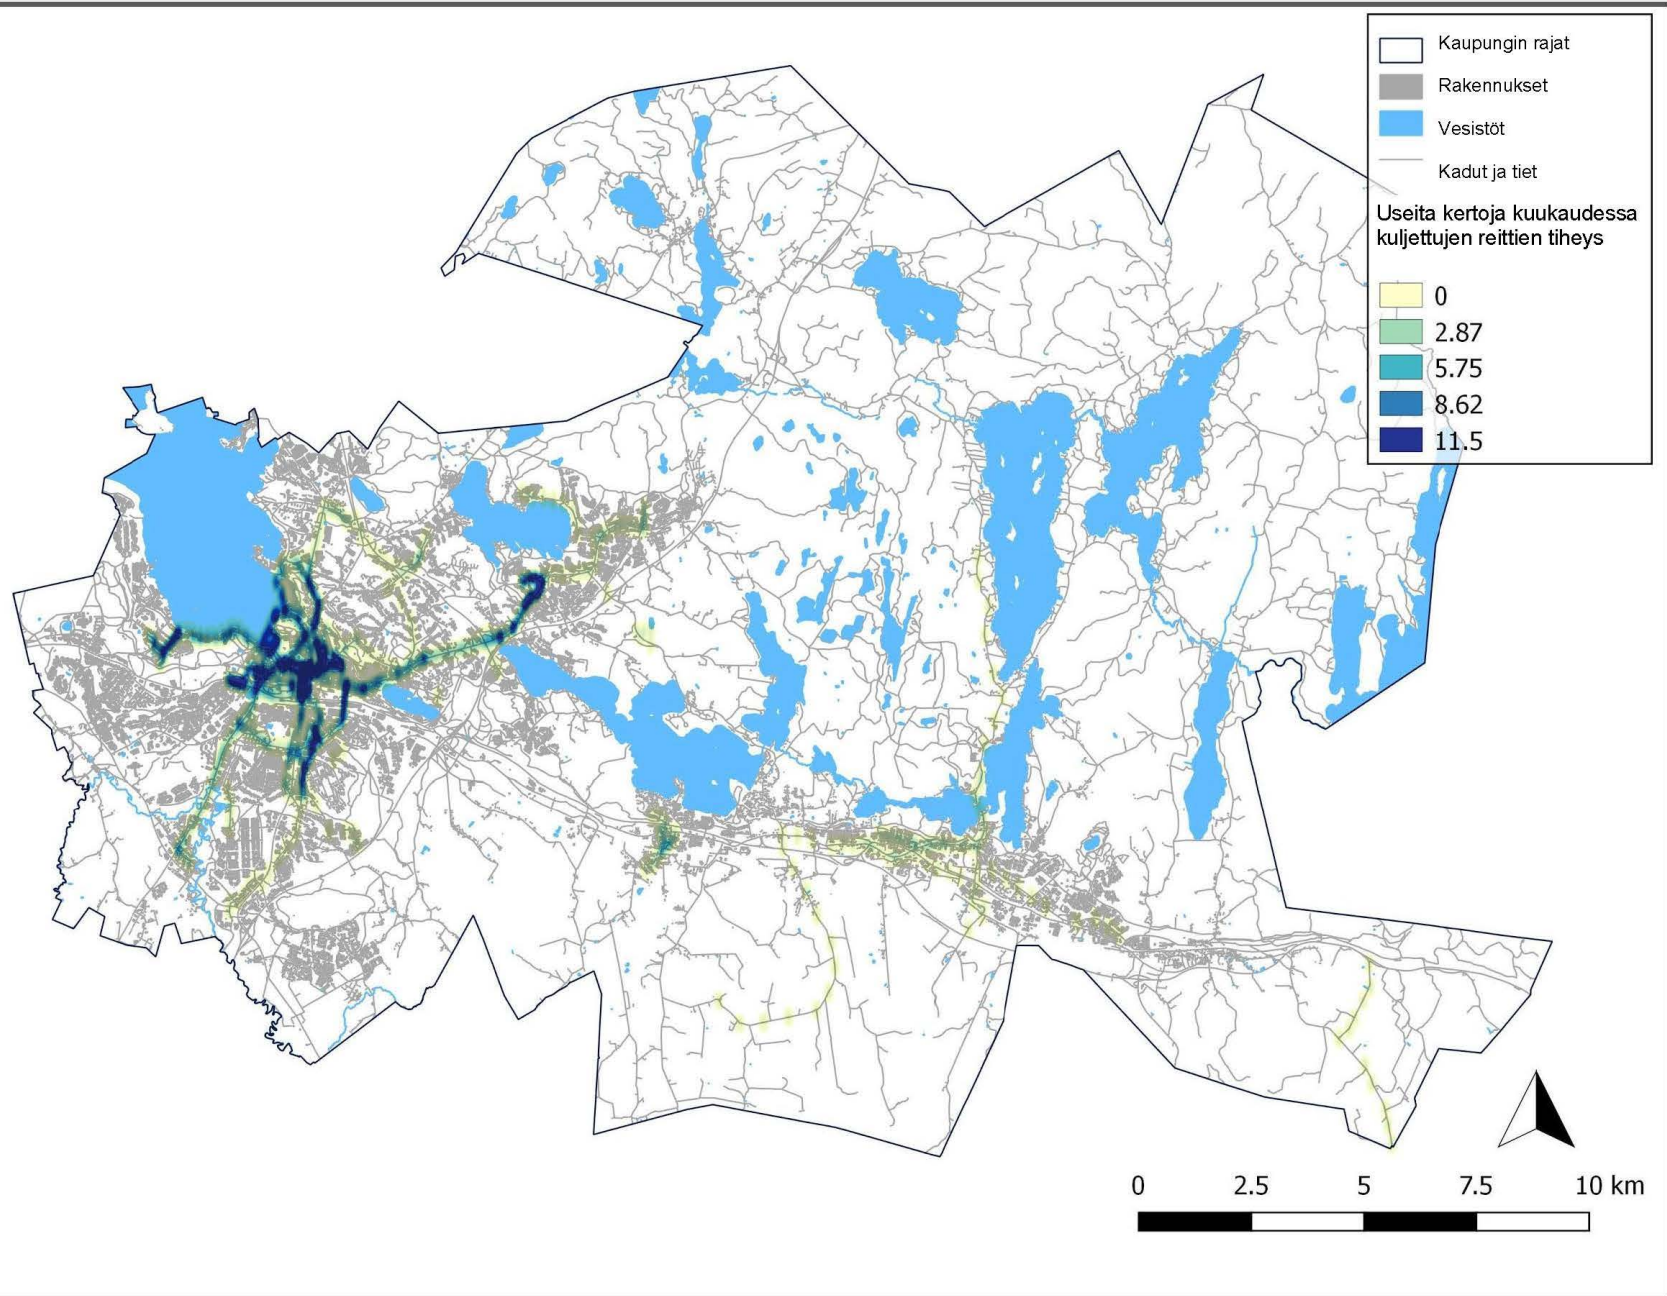 Kaupungin rajat
Rakennukset
Vesistöt
Kadut ja tiet
Useita kertoja kuukaudessa
kuljettujen reittien tiheys
0
2.87
5.75
8.62
11.5
0 2.5 5 7.5 10 km